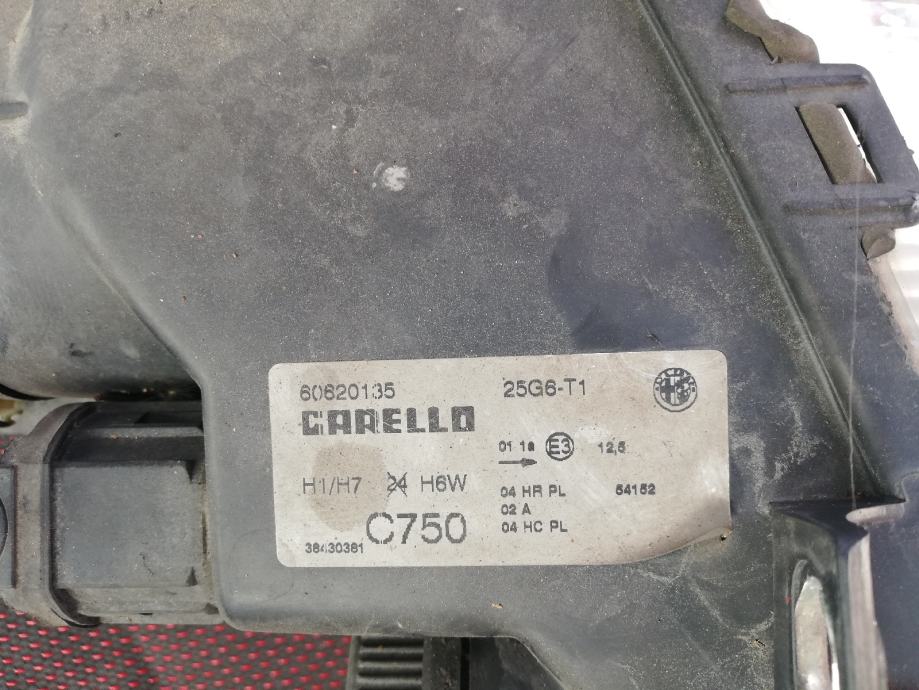 60620135 25G6-T1
CARELLO
01 1a E3 12,5
H1/H7 24 H6W
04 HR PL 54152
02 A
C750
04 HC PL
38430381